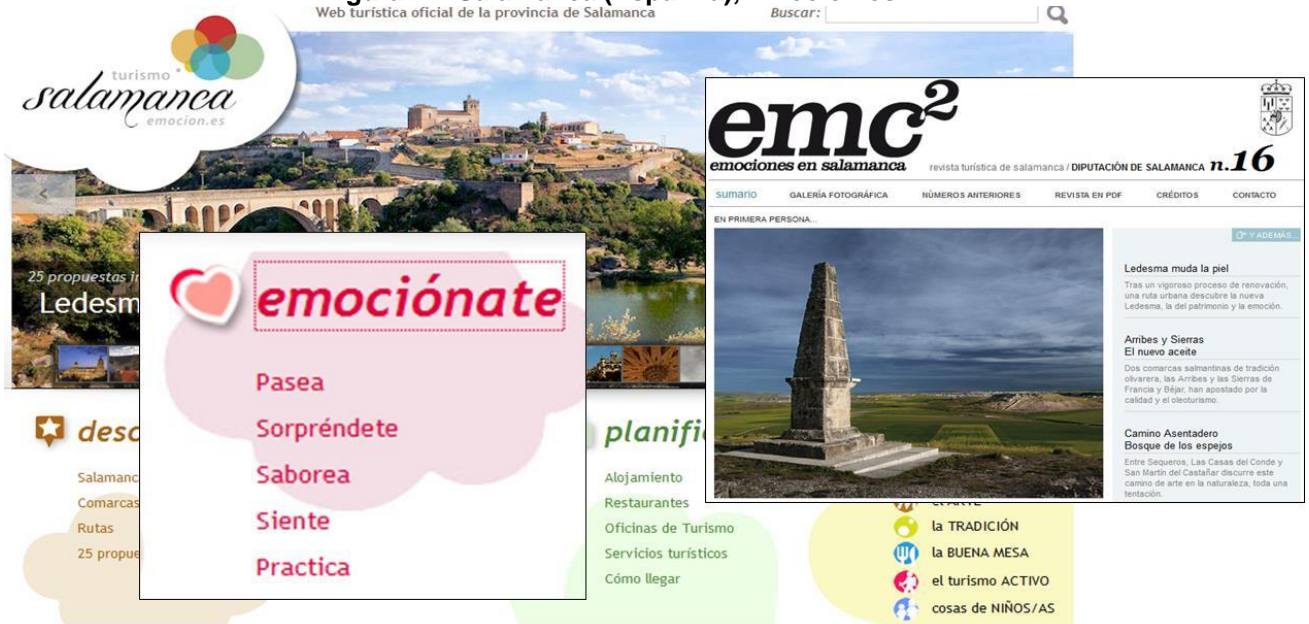 Web turística oficial de la provincia de Salamanca
Buscar:
turismo
salamanca
emocion.es
25 propuestas
emc²
emociones en salamanca
revista turística de salamanca / DIPUTACIÓN DE SALAMANCA n.16
sumario GALERÍA FOTOGRÁFICA NÚMEROS ANTERIORES REVISTA EN PDF CRÉDITOS CONTACTO
EN PRIMERA PERSONA...
Y ADEMÁS...
Ledesma muda la piel
Tras un vigoroso proceso de renovación,
una ruta urbana descubre la nueva
Ledesma, la del patrimonio y la emoción.
Arribes y Sierras
El nuevo aceite
Dos comarcas salmantinas de tradición
olivarera, las Arribes y las Sierras de
Francia y Béjar, han apostado por la
calidad y el oleoturismo.
Camino Asentadero
Bosque de los espejos
Entre Sequeros, Las Casas del Conde y
San Martín del Castañar discurre este
camino de arte en la naturaleza, toda una
tentación.
emociónate
Pasea
Sorpréndete
Saborea
Siente
Practica
Comarcas
Rutas
25
Alojamiento
Restaurantes
Oficinas de Turismo
Servicios turísticos
Cómo llegar
el ARTE
la TRADICIÓN
la BUENA MESA
el turismo ACTIVO
cosas de NIÑOS/AS